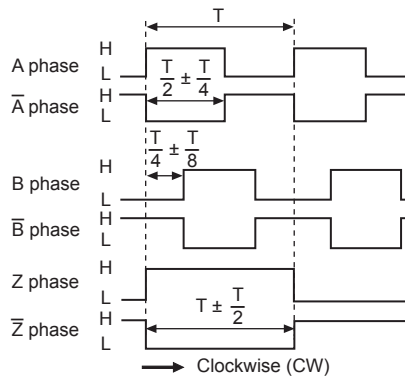 T
H
A phase
L
H
A̅ phase
L
T/2 ± T/4
T/4 ± T/8
H
B phase
L
H
B̅ phase
L
H
Z phase
L
H
Z̅ phase
L
T ± T/2
Clockwise (CW)